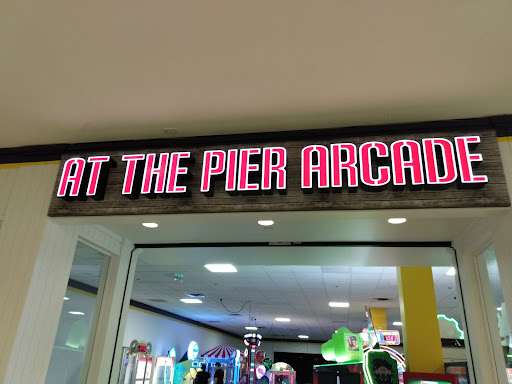 AT THE PIER ARCADE